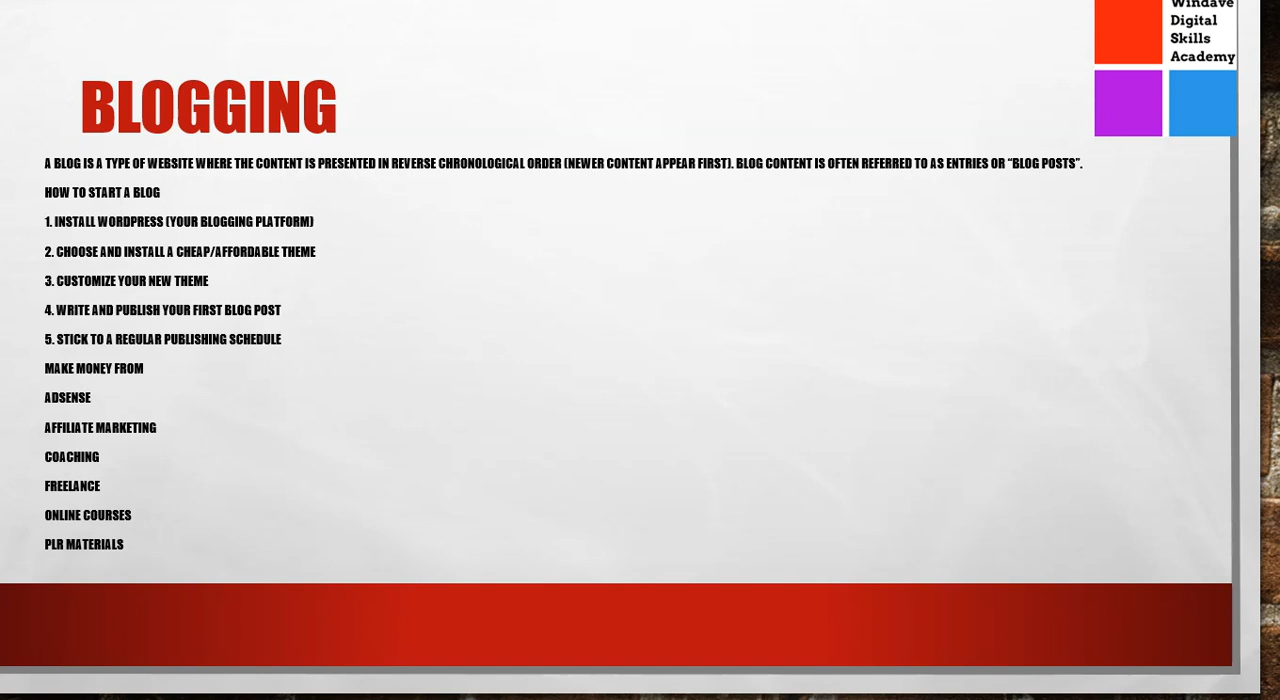 Windave
Digital
Skills
Academy
BLOGGING
A BLOG IS A TYPE OF WEBSITE WHERE THE CONTENT IS PRESENTED IN REVERSE CHRONOLOGICAL ORDER (NEWER CONTENT APPEAR FIRST). BLOG CONTENT IS OFTEN REFERRED TO AS ENTRIES OR “BLOG POSTS”.
HOW TO START A BLOG
1. INSTALL WORDPRESS (YOUR BLOGGING PLATFORM)
2. CHOOSE AND INSTALL A CHEAP/AFFORDABLE THEME
3. CUSTOMIZE YOUR NEW THEME
4. WRITE AND PUBLISH YOUR FIRST BLOG POST
5. STICK TO A REGULAR PUBLISHING SCHEDULE
MAKE MONEY FROM
ADSENSE
AFFILIATE MARKETING
COACHING
FREELANCE
ONLINE COURSES
PLR MATERIALS